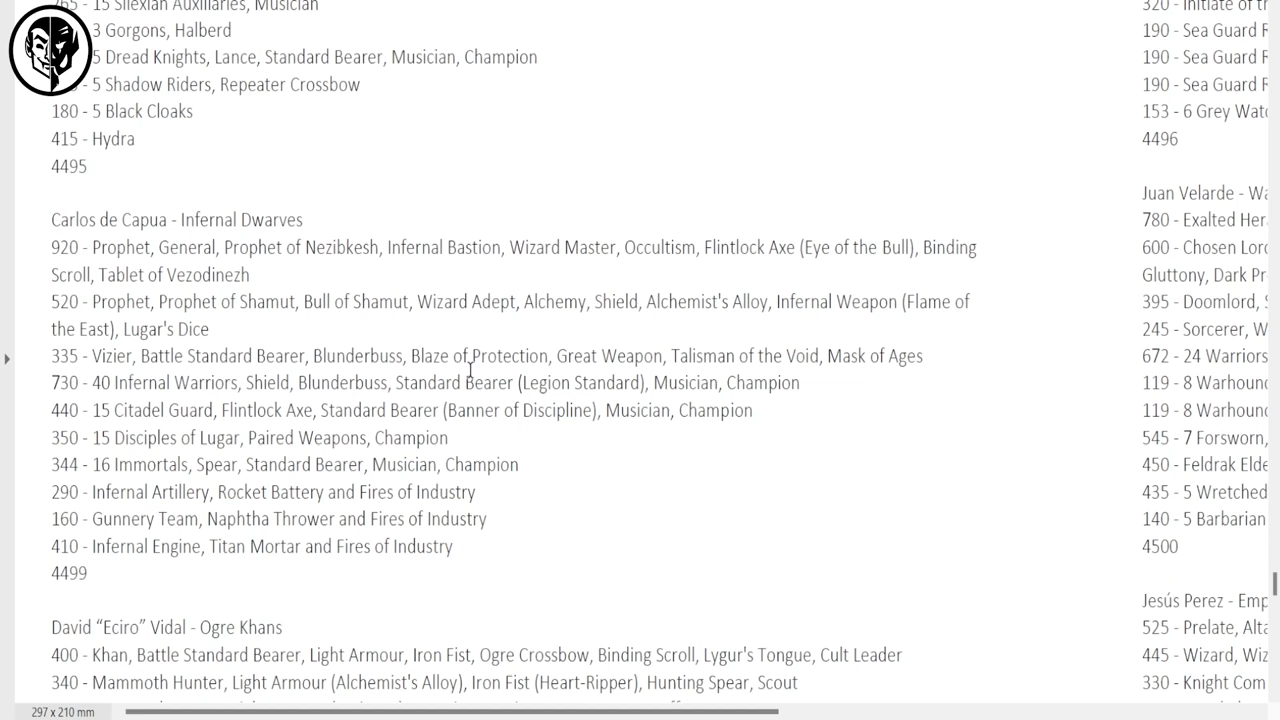 265 - 15 Silexian Auxiliaries, Musician
3 Gorgons, Halberd
5 Dread Knights, Lance, Standard Bearer, Musician, Champion
- 5 Shadow Riders, Repeater Crossbow
180 - 5 Black Cloaks
415 - Hydra
4495
Carlos de Capua - Infernal Dwarves
920 - Prophet, General, Prophet of Nezibkesh, Infernal Bastion, Wizard Master, Occultism, Flintlock Axe (Eye of the Bull), Binding
Scroll, Tablet of Vezodinezh
520 - Prophet, Prophet of Shamut, Bull of Shamut, Wizard Adept, Alchemy, Shield, Alchemist's Alloy, Infernal Weapon (Flame of
the East), Lugar's Dice
335 - Vizier, Battle Standard Bearer, Blunderbuss, Blaze of Protection, Great Weapon, Talisman of the Void, Mask of Ages
730 - 40 Infernal Warriors, Shield, Blunderbuss, Standard Bearer (Legion Standard), Musician, Champion
440 - 15 Citadel Guard, Flintlock Axe, Standard Bearer (Banner of Discipline), Musician, Champion
350 - 15 Disciples of Lugar, Paired Weapons, Champion
344 - 16 Immortals, Spear, Standard Bearer, Musician, Champion
290 - Infernal Artillery, Rocket Battery and Fires of Industry
160 - Gunnery Team, Naphtha Thrower and Fires of Industry
410 - Infernal Engine, Titan Mortar and Fires of Industry
4499
David “Eciro” Vidal - Ogre Khans
400 - Khan, Battle Standard Bearer, Light Armour, Iron Fist, Ogre Crossbow, Binding Scroll, Lygur's Tongue, Cult Leader
340 - Mammoth Hunter, Light Armour (Alchemist's Alloy), Iron Fist (Heart-Ripper), Hunting Spear, Scout
320 - Initiate of
190 - Sea Guard
190 - Sea Guard
190 - Sea Guard
153 - 6 Grey
4496
Juan Velarde -
780 - Exalted
600 - Chosen
Gluttony, Dark
395 - Doomlord,
245 - Sorcerer,
672 - 24 Warriors
119 - 8
119 - 8
545 - 7 Forsworn,
450 - Feldrak
435 - 5 Wretched
140 - 5 Barbarian
4500
Jesús Perez -
525 - Prelate,
445 - Wizard,
330 - Knight
297 x 210 mm